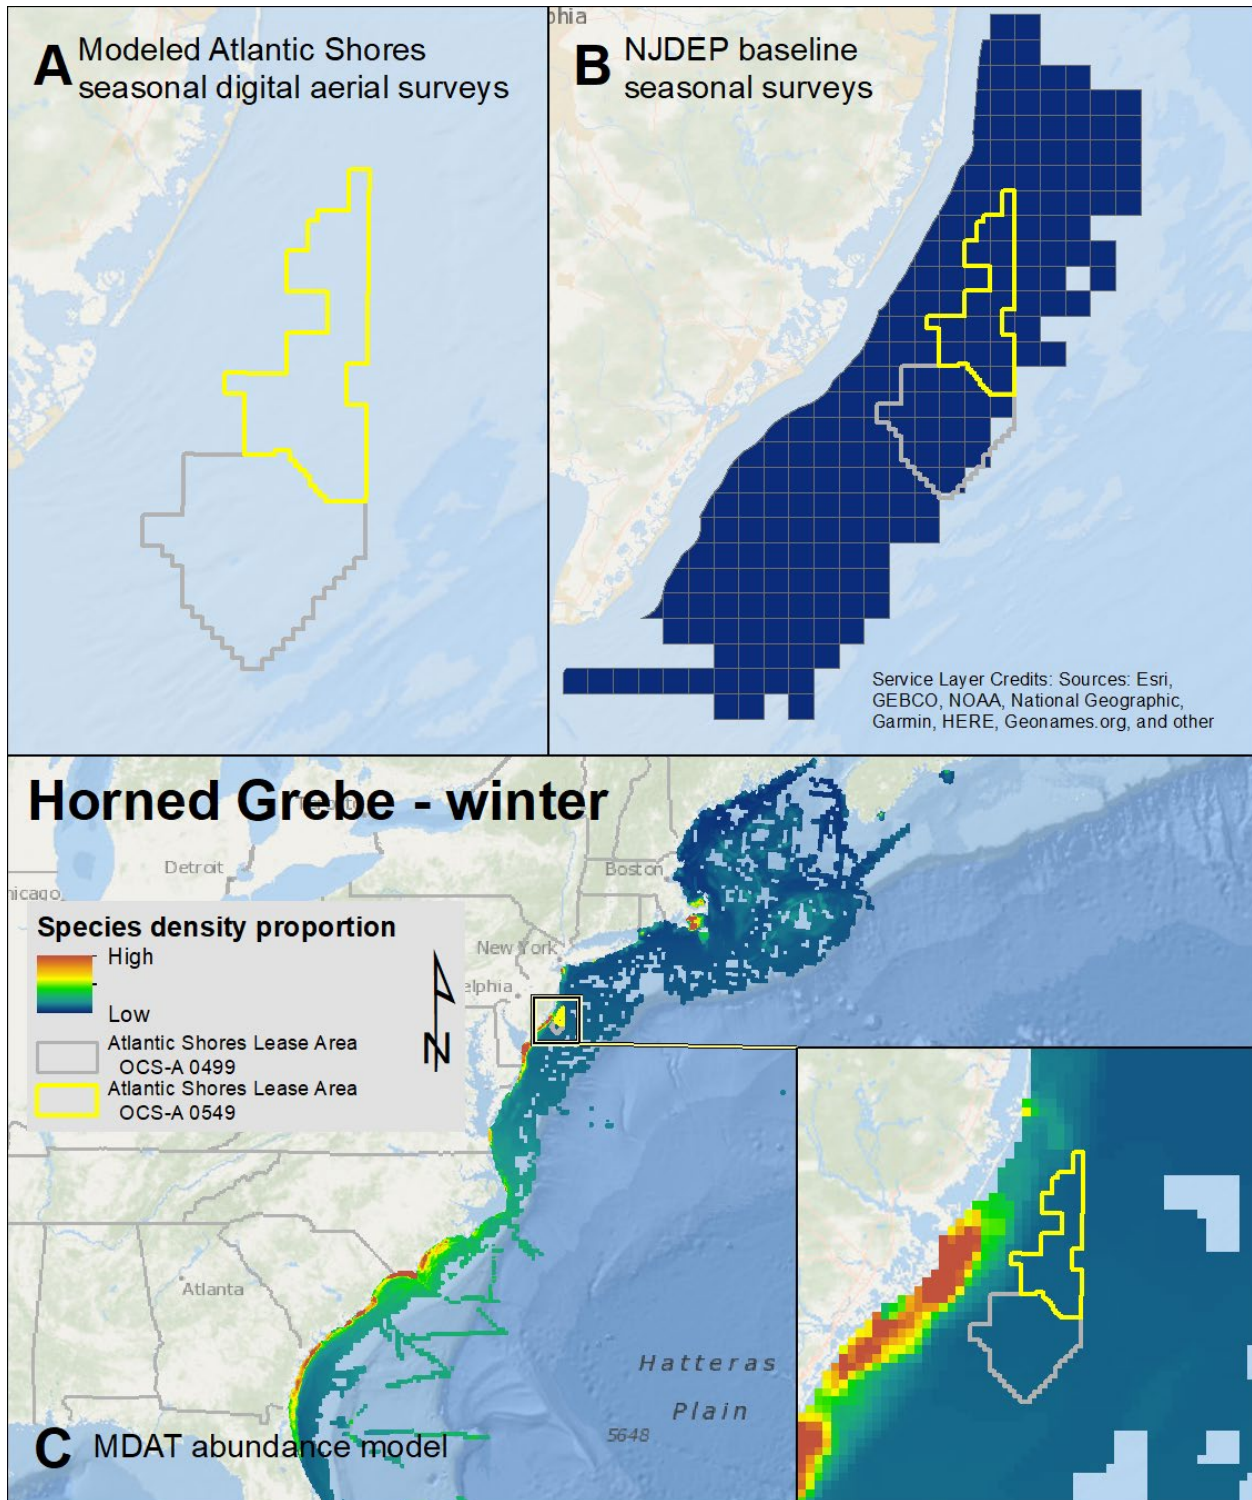 A Modeled Atlantic Shores
seasonal digital aerial surveys
phia
B NJDEP baseline
seasonal surveys
Service Layer Credits: Sources: Esri,
GEBCO, NOAA, National Geographic,
Garmin, HERE, Geonames.org, and other
Horned Grebe - winter
Detroit
Boston
hicago
Species density proportion
High
Low
Atlantic Shores Lease Area
OCS-A 0499
Atlantic Shores Lease Area
OCS-A 0549
N
New York
elphia
Atlanta
Hatteras
Plain
5648
C MDAT abundance model